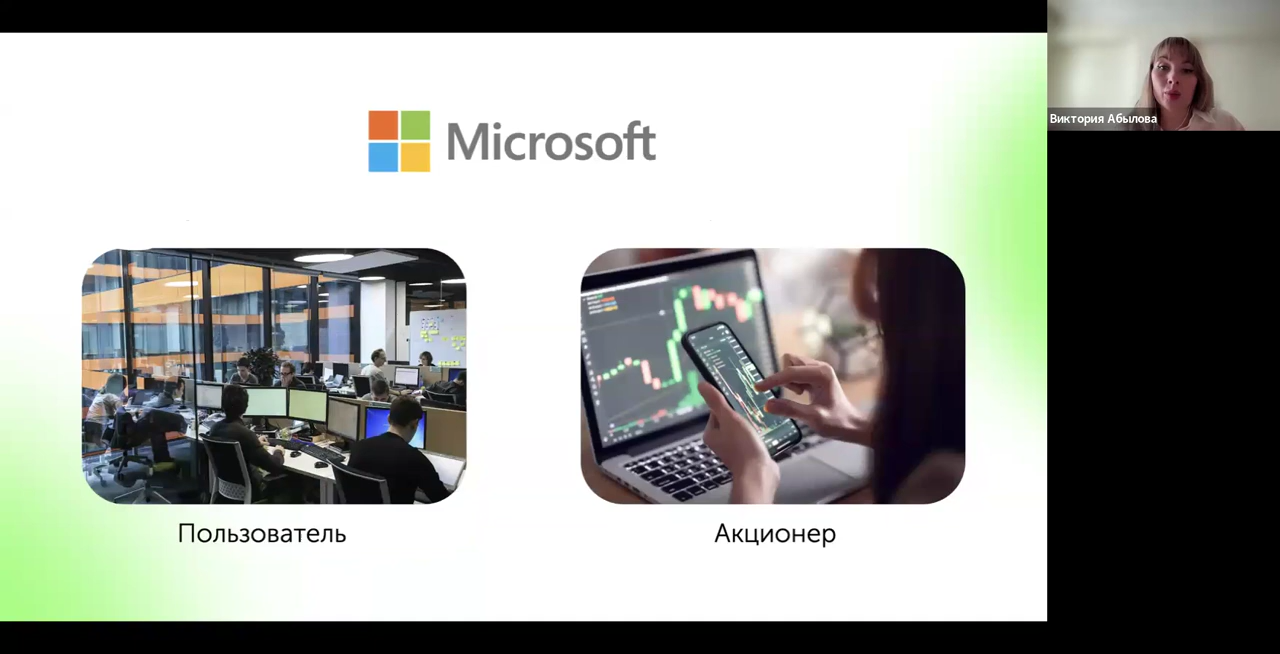 Microsoft
Виктория Абылова
Пользователь
Акционер